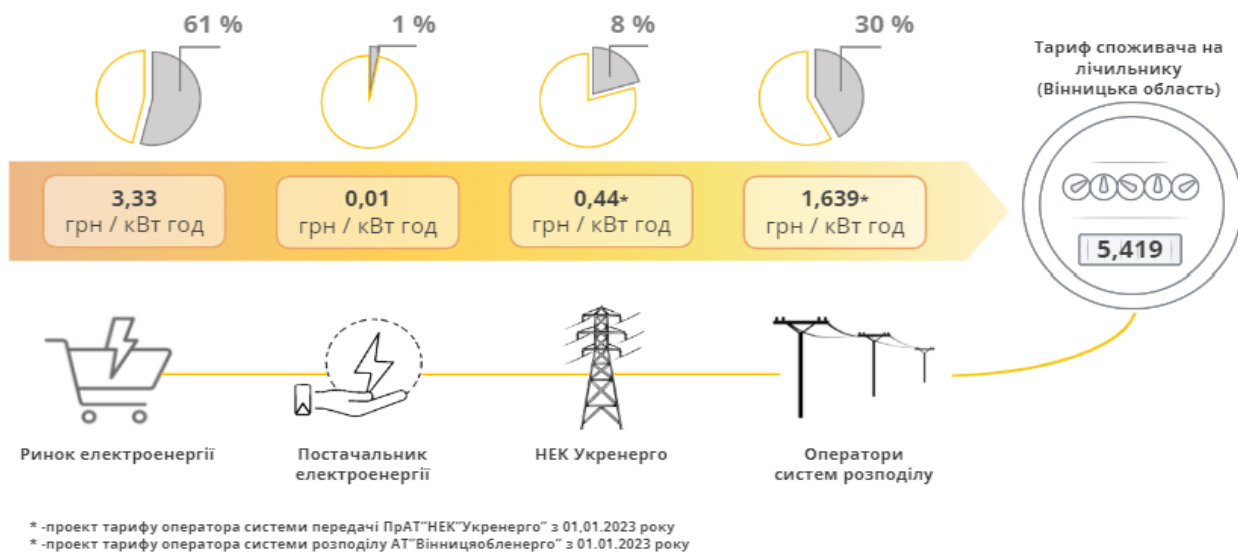 61 %
1 %
8 %
30 %
Тариф споживача на
лічильнику
(Вінницька область)
3,33
грн / кВт год
0,01
грн / кВт год
0,44*
грн / кВт год
1,639*
грн / кВт год
5,419
Ринок електроенергії
Постачальник
електроенергії
НЕК Укренерго
Оператори
систем розподілу
* -проект тарифу оператора системи передачі ПрАТ"НЕК"Укренерго" з 01,01.2023 року
* -проект тарифу оператора системи розподілу АТ"Вінницяобленерго" з 01.01.2023 року